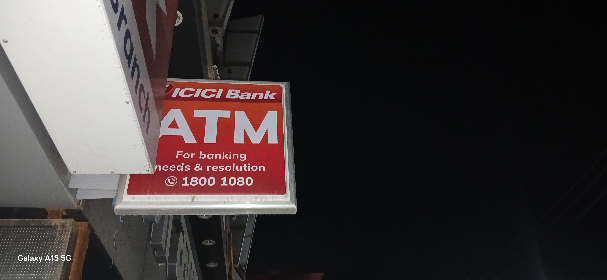 branch
ICICI Bank
ATM
For banking
needs & resolution
1800 1080
Galaxy A15 5G